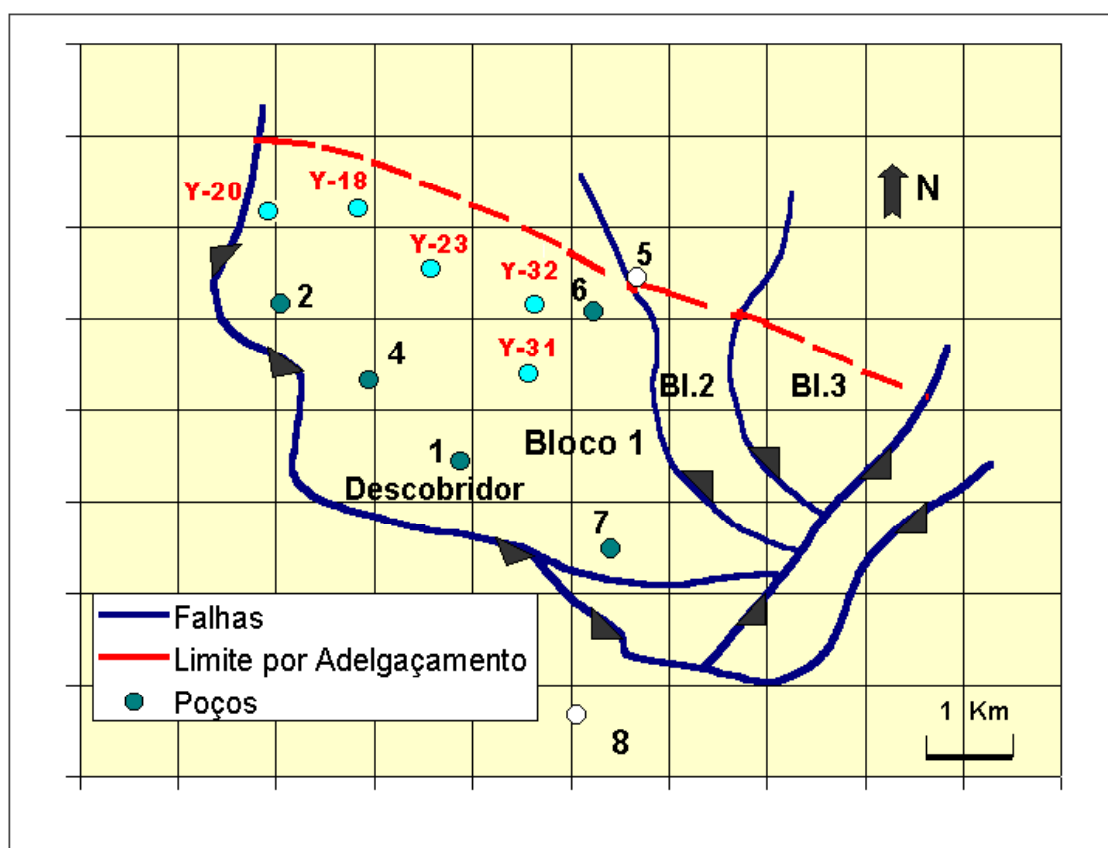 Y-20
Y-18
N
Y-23
5
Y-32
6
2
Y-31
4
Bl.2
Bl.3
Bloco 1
1
Descobridor
7
Falhas
Limite por Adelgaçamento
Poços
1 Km
8